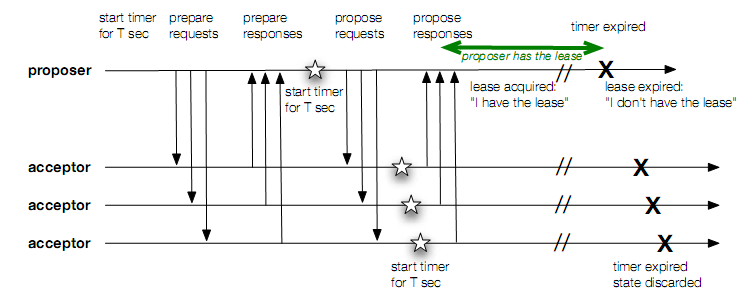 start timer
for T sec
prepare
requests
prepare
responses
propose
requests
propose
responses
timer expired
proposer has the lease
proposer
start timer
for T sec
lease acquired:
"I have the lease"
lease expired:
"I don't have the lease"
acceptor
acceptor
acceptor
start timer
for T sec
timer expired
state discarded